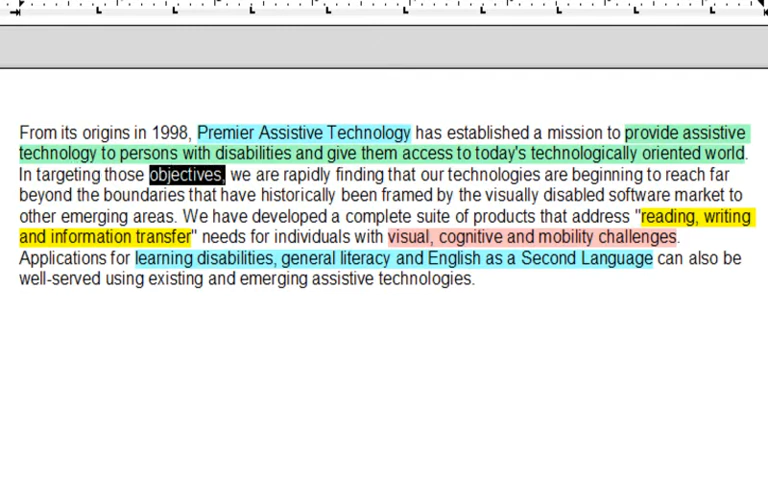 From its origins in 1998, Premier Assistive Technology has established a mission to provide assistive
technology to persons with disabilities and give them access to today's technologically oriented world.
In targeting those objectives, we are rapidly finding that our technologies are beginning to reach far
beyond the boundaries that have historically been framed by the visually disabled software market to
other emerging areas. We have developed a complete suite of products that address "reading, writing
and information transfer" needs for individuals with visual, cognitive and mobility challenges.
Applications for learning disabilities, general literacy and English as a Second Language can also be
well-served using existing and emerging assistive technologies.